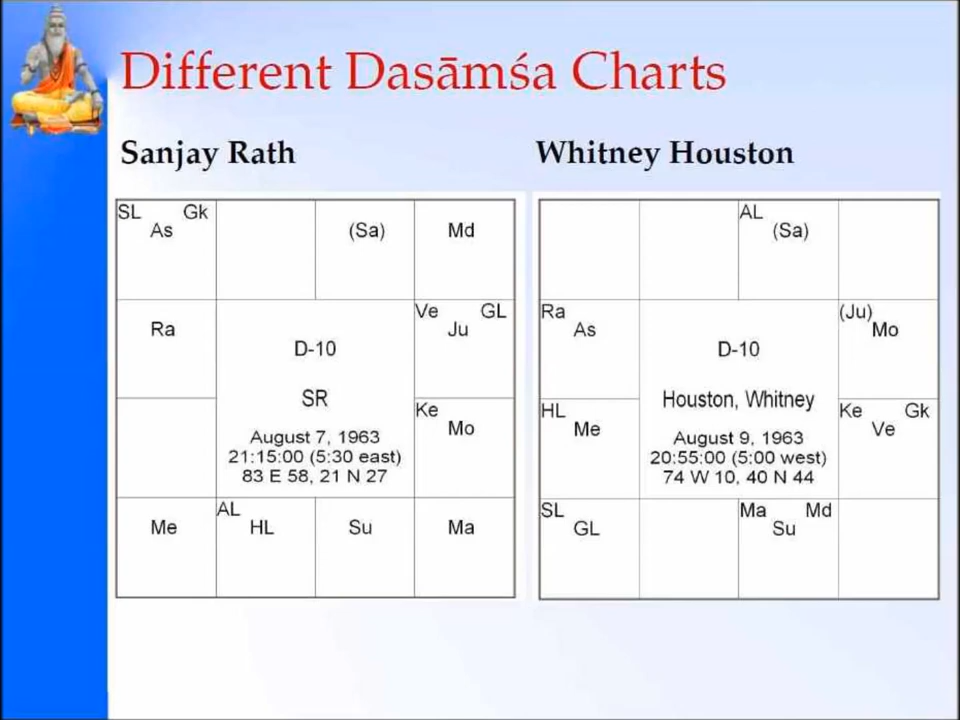 Different Dasāmśa Charts
Sanjay Rath
SL Gk
As
(Sa)
Md
Ra
Ve GL
Ju
D-10
SR
August 7, 1963
21:15:00 (5:30 east)
83 E 58, 21 N 27
Ke
Mo
Me
AL
HL
Su
Ma
Whitney Houston
AL
(Sa)
Ra
As
(Ju)
Mo
D-10
Houston, Whitney
August 9, 1963
20:55:00 (5:00 west)
74 W 10, 40 N 44
HL
Me
Ke Gk
Ve
SL
GL
Ma Md
Su